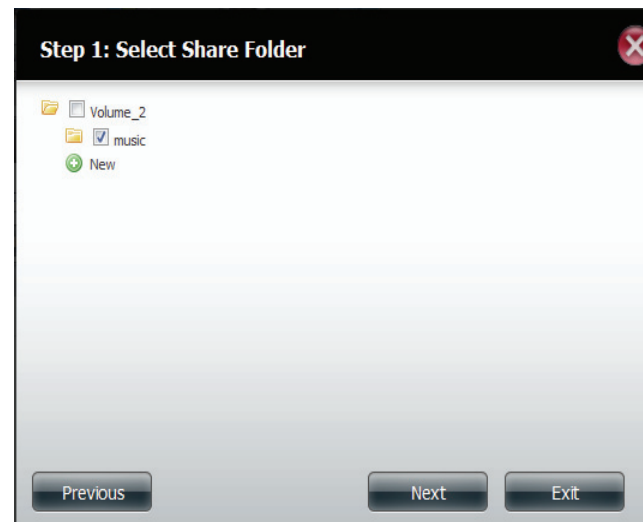 Step 1: Select Share Folder
Volume_2
music
New
Previous Next Exit